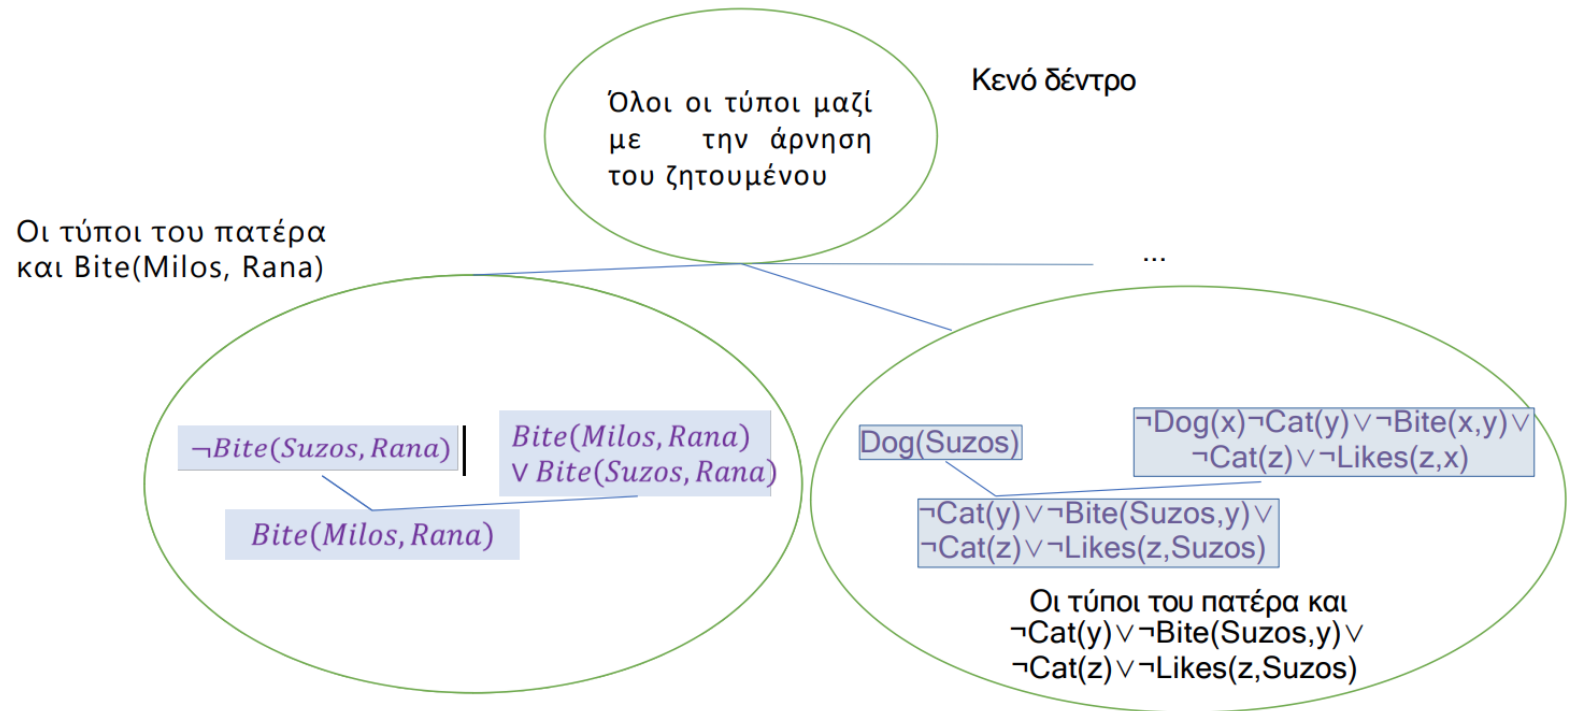 Όλοι οι τύποι μαζί
με την άρνηση
του ζητουμένου
Κενό δέντρο
Οι τύποι του πατέρα
και Bite(Milos, Rana)
...
¬Bite(Suzos, Rana)
Bite(Milos, Rana)
∨ Bite(Suzos, Rana)
Bite(Milos, Rana)
Dog(Suzos)
¬Dog(x)¬Cat(y)∨¬Bite(x,y)∨
¬Cat(z)∨¬Likes(z,x)
¬Cat(y)∨¬Bite(Suzos,y)∨
¬Cat(z)∨¬Likes(z,Suzos)
Οι τύποι του πατέρα και
¬Cat(y)∨¬Bite(Suzos,y)∨
¬Cat(z)∨¬Likes(z,Suzos)